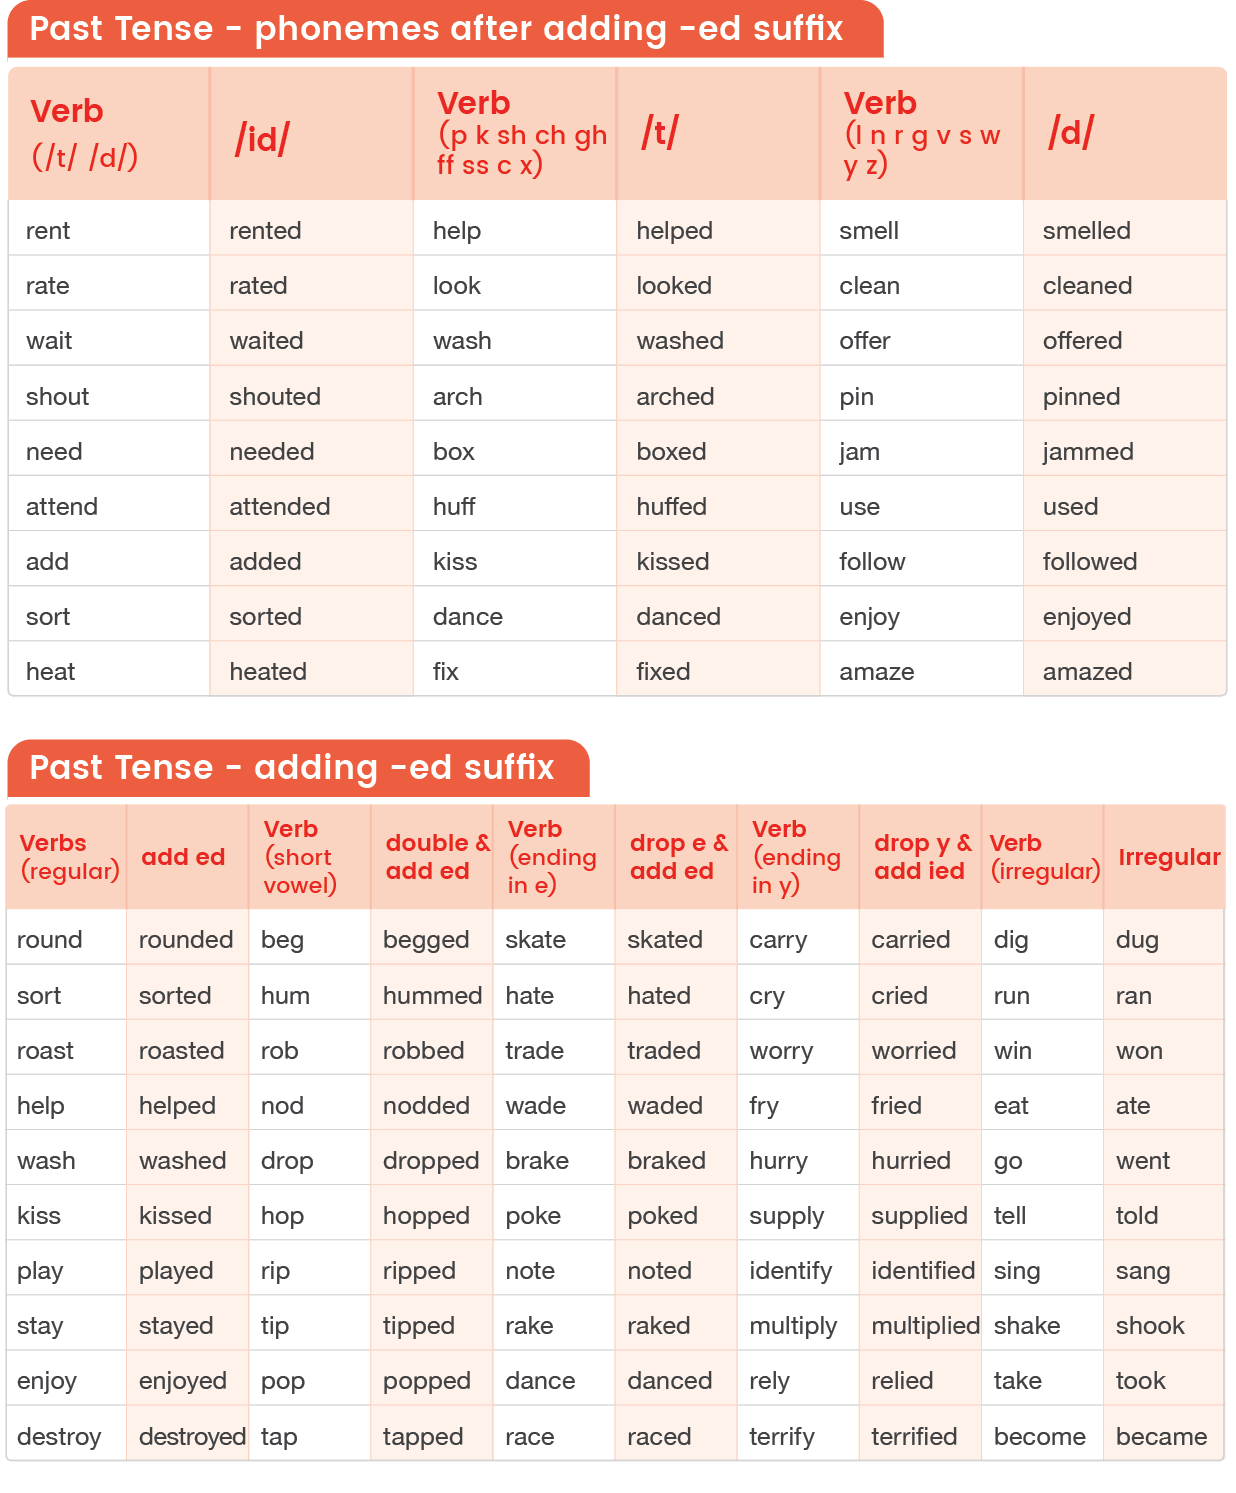 Past Tense - phonemes after adding -ed suffix
Verb (/t/ /d/) /id/ Verb (p k sh ch gh ff ss c x) /t/ Verb (l n r g v s w y z) /d/
rent rented help helped smell smelled
rate rated look looked clean cleaned
wait waited wash washed offer offered
shout shouted arch arched pin pinned
need needed box boxed jam jammed
attend attended huff huffed use used
add added kiss kissed follow followed
sort sorted dance danced enjoy enjoyed
heat heated fix fixed amaze amazed
Past Tense - adding -ed suffix
Verbs (regular) add ed Verb (short vowel) double & add ed Verb (ending in e) drop e & add ed Verb (ending in y) drop y & add ied Verb (irregular) Irregular
round rounded beg begged skate skated carry carried dig dug
sort sorted hum hummed hate hated cry cried run ran
roast roasted rob robbed trade traded worry worried win won
help helped nod nodded wade waded fry fried eat ate
wash washed drop dropped brake braked hurry hurried go went
kiss kissed hop hopped poke poked supply supplied tell told
play played rip ripped note noted identify identified sing sang
stay stayed tip tipped rake raked multiply multiplied shake shook
enjoy enjoyed pop popped dance danced rely relied take took
destroy destroyed tap tapped race raced terrify terrified become became